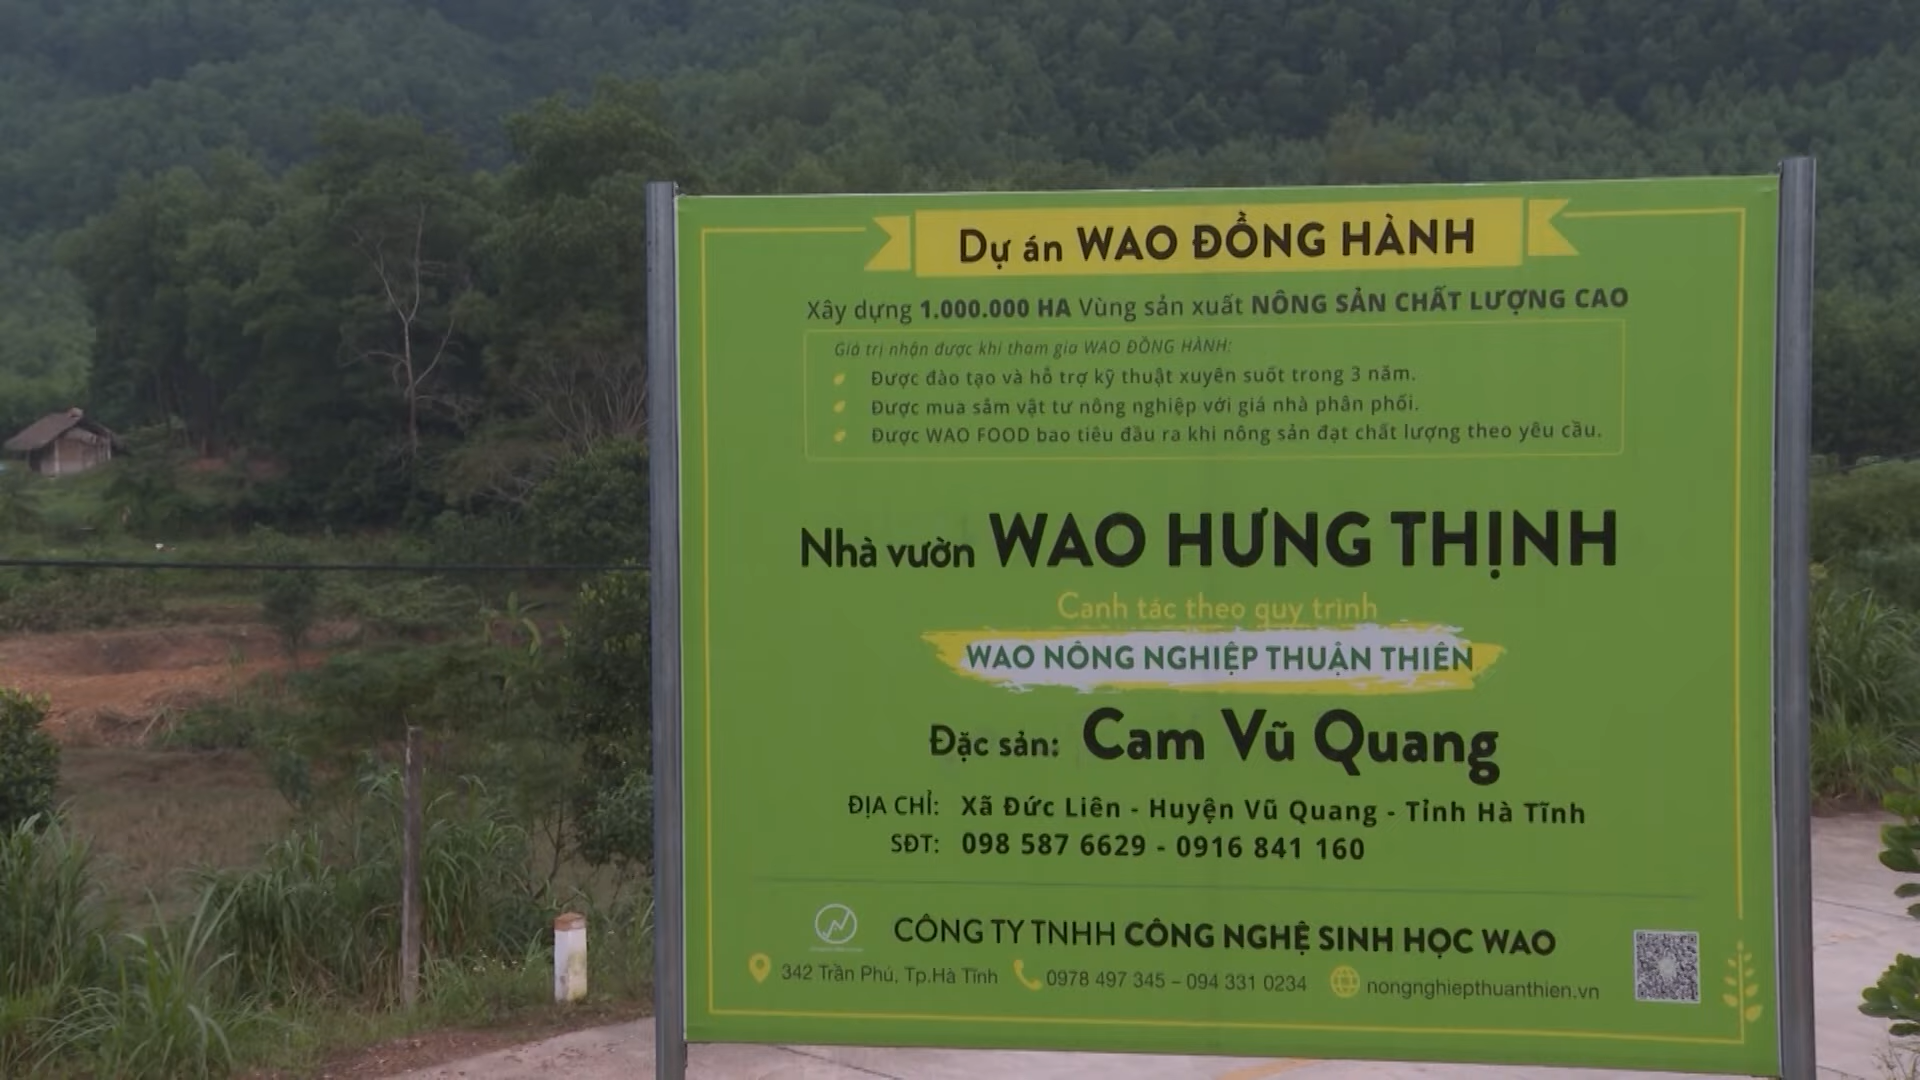 Dự án WAO ĐỒNG HÀNH
Xây dựng 1.000.000 HA Vùng sản xuất NÔNG SẢN CHẤT LƯỢNG CAO
Giá trị nhận được khi tham gia WAO ĐỒNG HÀNH:
Được đào tạo và hỗ trợ kỹ thuật xuyên suốt trong 3 năm.
Được mua sắm vật tư nông nghiệp với giá nhà phân phối.
Được WAO FOOD bao tiêu đầu ra khi nông sản đạt chất lượng theo yêu cầu.
Nhà vườn WAO HƯNG THỊNH
Canh tác theo quy trình
WAO NÔNG NGHIỆP THUẬN THIÊN
Đặc sản: Cam Vũ Quang
ĐỊA CHỈ: Xã Đức Liên - Huyện Vũ Quang - Tỉnh Hà Tĩnh
SĐT: 098 587 6629 - 0916 841 160
CÔNG TY TNHH CÔNG NGHỆ SINH HỌC WAO
342 Trần Phú, Tp.Hà Tĩnh 0978 497 345 – 094 331 0234 nongnghiepthuanthien.vn